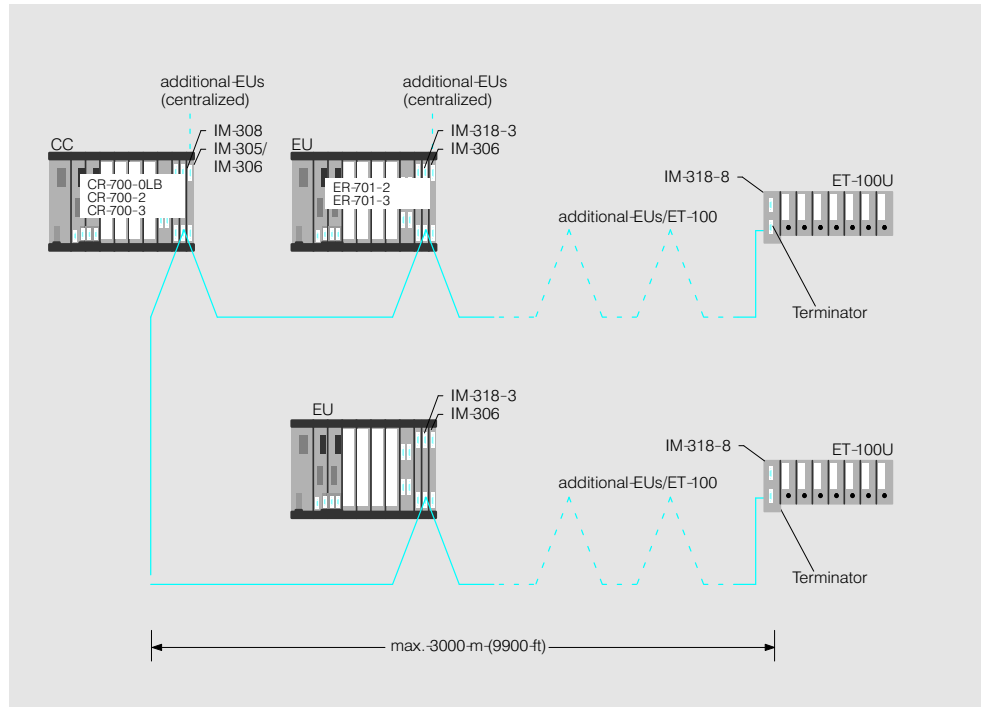 additional-EUs
(centralized)
additional-EUs
(centralized)
CC
IM-308
IM-305/
IM-306
EU
IM-318-3
IM-306
CR-700-0LB
CR-700-2
CR-700-3
ER-701-2
ER-701-3
IM-318-8
ET-100U
additional-EUs/ET-100
Terminator
EU
IM-318-3
IM-306
IM-318-8
ET-100U
additional-EUs/ET-100
Terminator
max.-3000-m-(9900-ft)